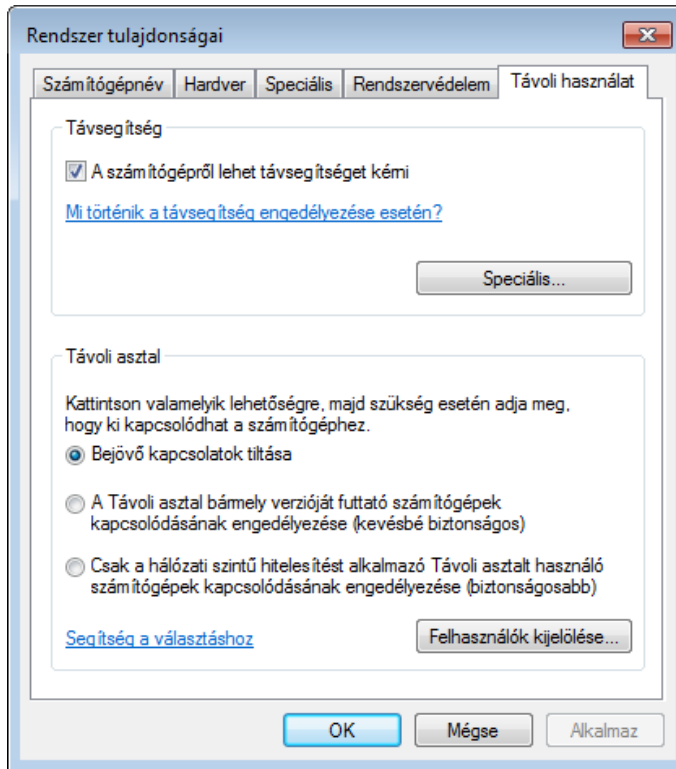 Rendszer tulajdonságai
Számítógépnév
Hardver
Speciális
Rendszervédelem
Távoli használat
Távsegítség
A számítógépről lehet távsegítséget kérni
Mi történik a távsegítség engedélyezése esetén?
Speciális...
Távoli asztal
Kattintson valamelyik lehetőségre, majd szükség esetén adja meg,
hogy ki kapcsolódhat a számítógéphez.
Bejövő kapcsolatok tiltása
A Távoli asztal bármely verzióját futtató számítógépek
kapcsolódásának engedélyezése (kevésbé biztonságos)
Csak a hálózati szintű hitelesítést alkalmazó Távoli asztalt használó
számítógépek kapcsolódásának engedélyezése (biztonságosabb)
Segítség a választáshoz
Felhasználók kijelölése...
OK
Mégse
Alkalmaz